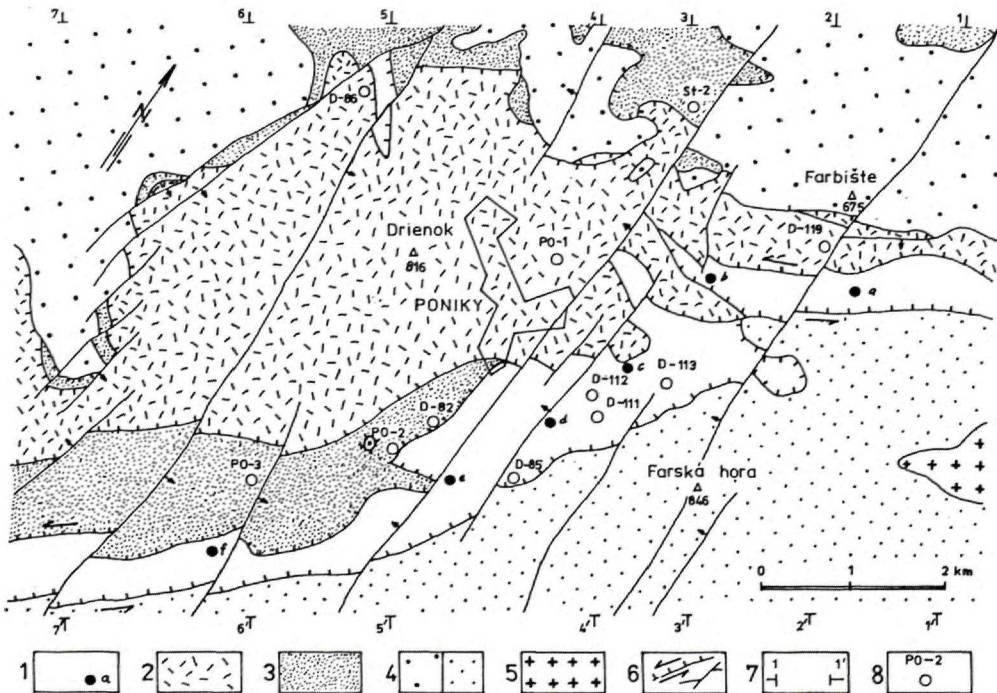 7 6 5 4 3 2 1
N
D-86
St-2
Farbište
675
D-119
Drienok
816
PO-1
PONIKY
b
a
c
D-113
D-112
D-111
D-82
d
PO-2
PO-3
e
D-85
Farská hora
846
f
0 1 2 km
7' 6' 5' 4' 3' 2' 1'
1 a 2 3 4 5 6 7 1 1' 8 PO-2